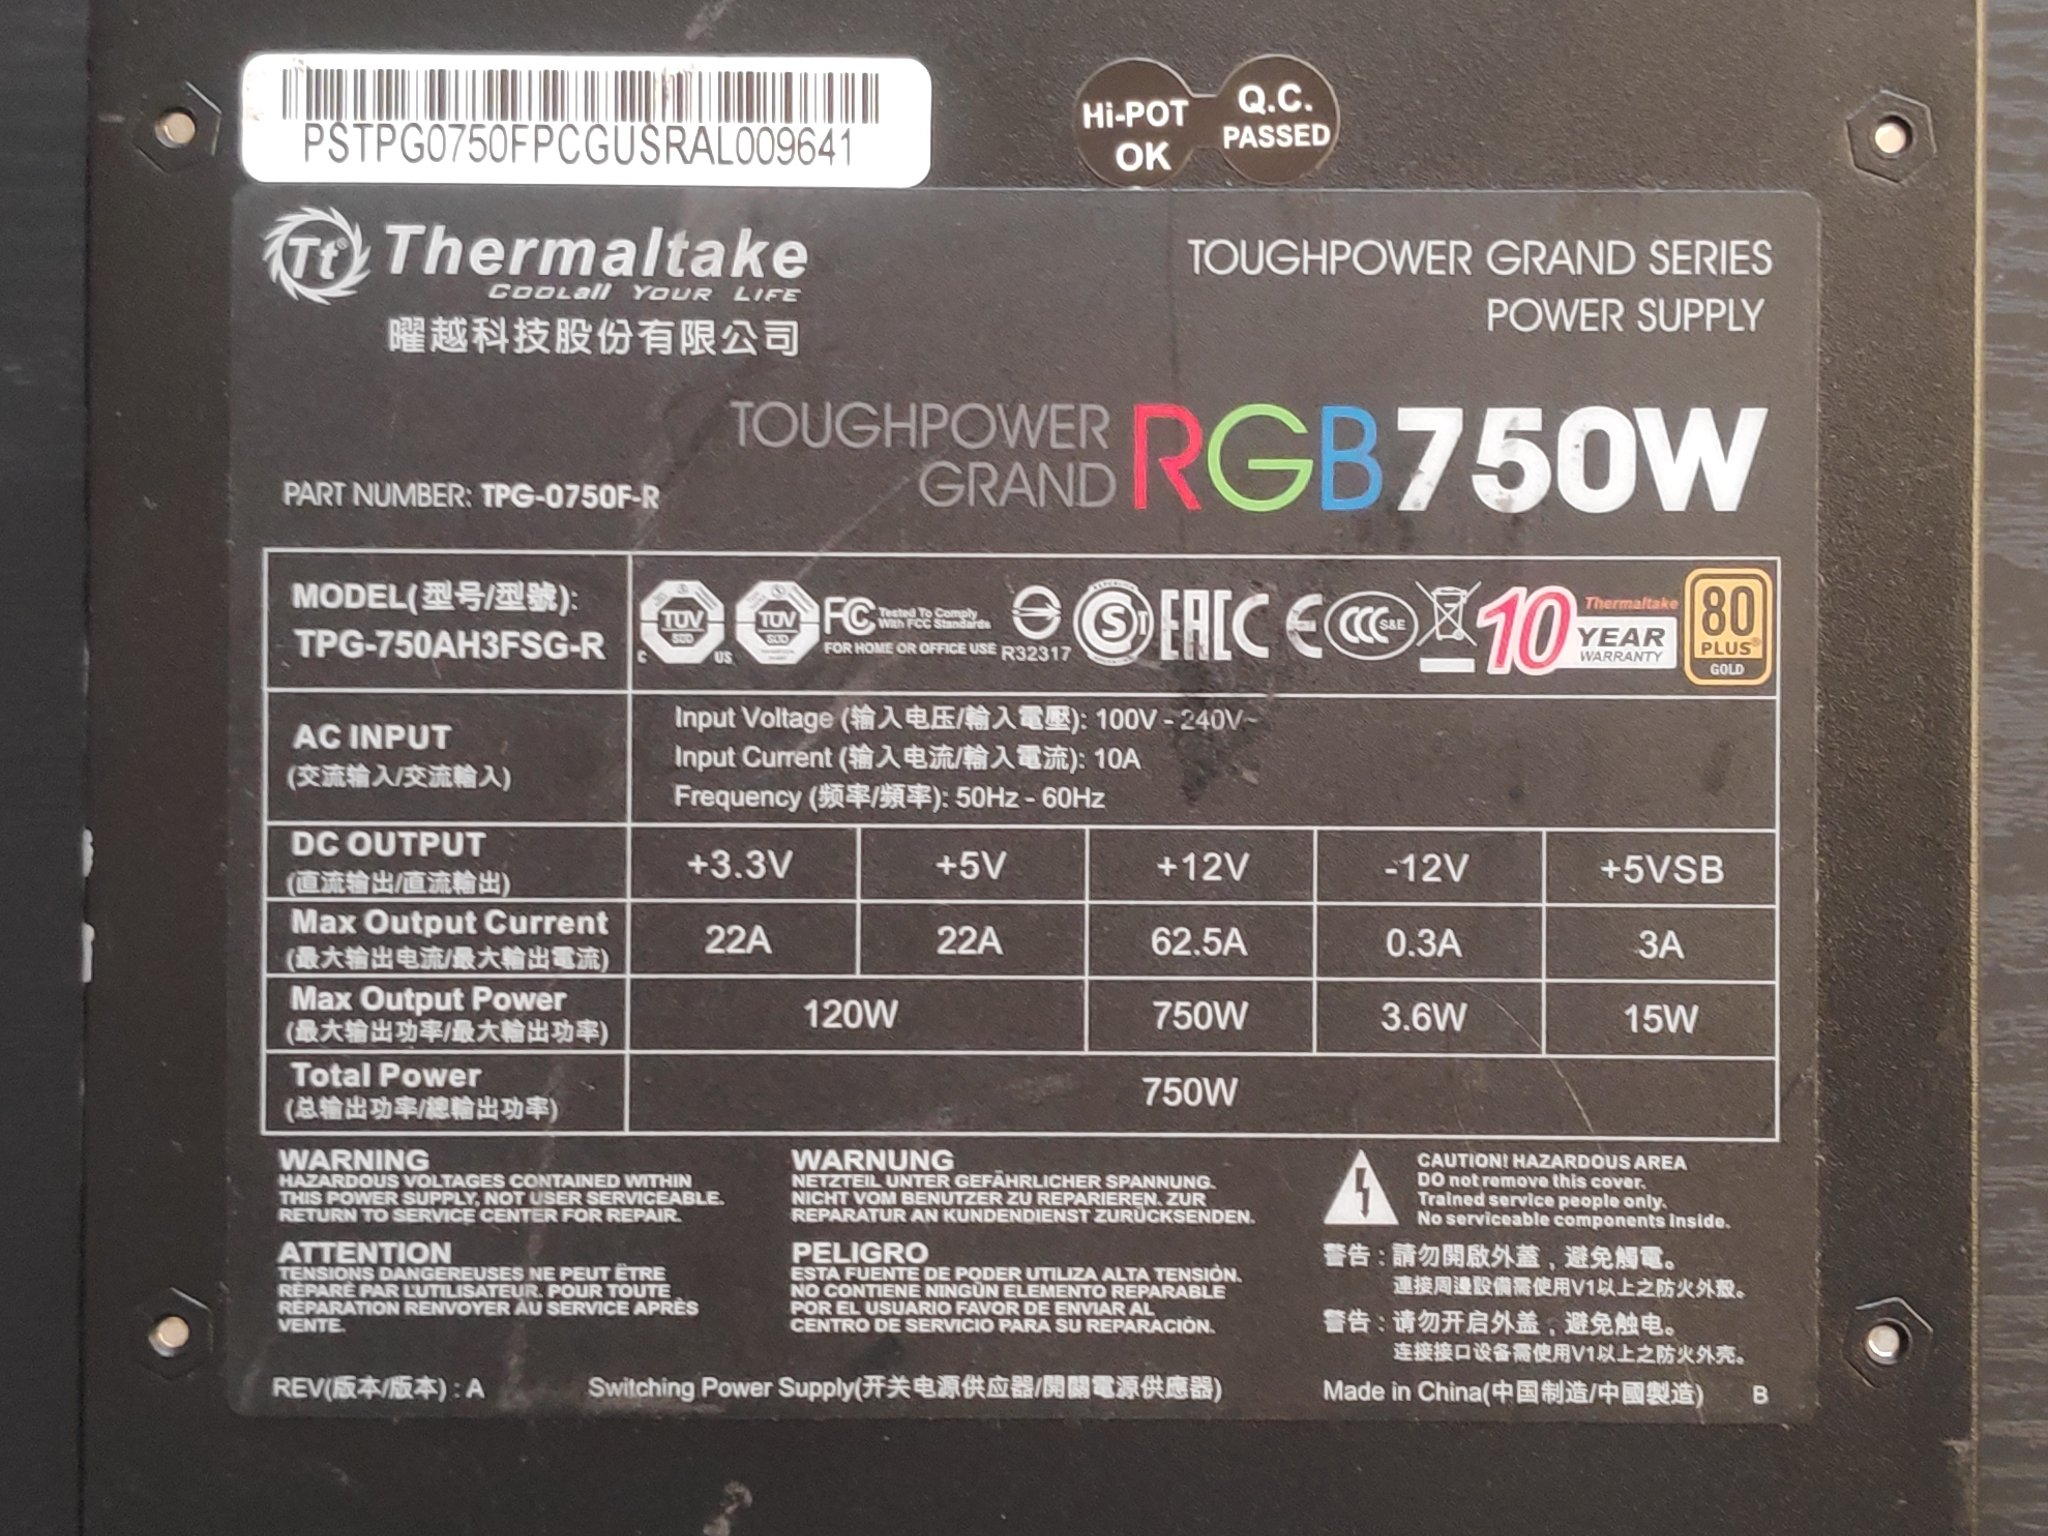 PSTPG0750FPCGUSRAL009641
Hi-POT OK
Q.C. PASSED
Tt® Thermaltake
COOLall YOUR LIFE
曜越科技股份有限公司
TOUGHPOWER GRAND SERIES
POWER SUPPLY
TOUGHPOWER GRAND RGB 750W
PART NUMBER: TPG-0750F-R
MODEL(型号/型號):
TPG-750AH3FSG-R
c TÜV SÜD US
TÜV SÜD
FC Tested To Comply
With FCC Standards
FOR HOME OR OFFICE USE
R32317
EAC
CE
CCC S&E
10 Thermaltake
YEAR
WARRANTY
80
PLUS®
GOLD
AC INPUT
(交流输入/交流輸入)
Input Voltage (输入电压/輸入電壓): 100V - 240V~
Input Current (输入电流/輸入電流): 10A
Frequency (频率/頻率): 50Hz - 60Hz
DC OUTPUT
(直流输出/直流輸出)
+3.3V +5V +12V -12V +5VSB
Max Output Current
(最大输出电流/最大輸出電流)
22A 22A 62.5A 0.3A 3A
Max Output Power
(最大输出功率/最大輸出功率)
120W 750W 3.6W 15W
Total Power
(总输出功率/總輸出功率)
750W
WARNING
HAZARDOUS VOLTAGES CONTAINED WITHIN
THIS POWER SUPPLY, NOT USER SERVICEABLE.
RETURN TO SERVICE CENTER FOR REPAIR.
ATTENTION
TENSIONS DANGEREUSES NE PEUT ËTRE
RÉPARÉ PAR L'UTILISATEUR. POUR TOUTE
RÉPARATION RENVOYER AU SERVICE APRÈS
VENTE.
WARNUNG
NETZTEIL UNTER GEFÄHRLICHER SPANNUNG.
NICHT VOM BENUTZER ZU REPARIEREN. ZUR
REPARATUR AN KUNDENDIENST ZURÜCKSENDEN.
PELIGRO
ESTA FUENTE DE PODER UTILIZA ALTA TENSIÓN.
NO CONTIENE NINGÚN ELEMENTO REPARABLE
POR EL USUARIO FAVOR DE ENVIAR AL
CENTRO DE SERVICIO PARA SU REPARACIÓN.
CAUTION! HAZARDOUS AREA
DO not remove this cover.
Trained service people only.
No serviceable components Inside.
警告：請勿開啟外蓋，避免觸電。
連接周邊設備需使用V1以上之防火外殼。
警告：请勿开启外盖，避免触电。
连接接口设备需使用V1以上之防火外壳。
REV(版本/版本) : A
Switching Power Supply(开关电源供应器/開關電源供應器)
Made in China(中国制造/中國製造) B